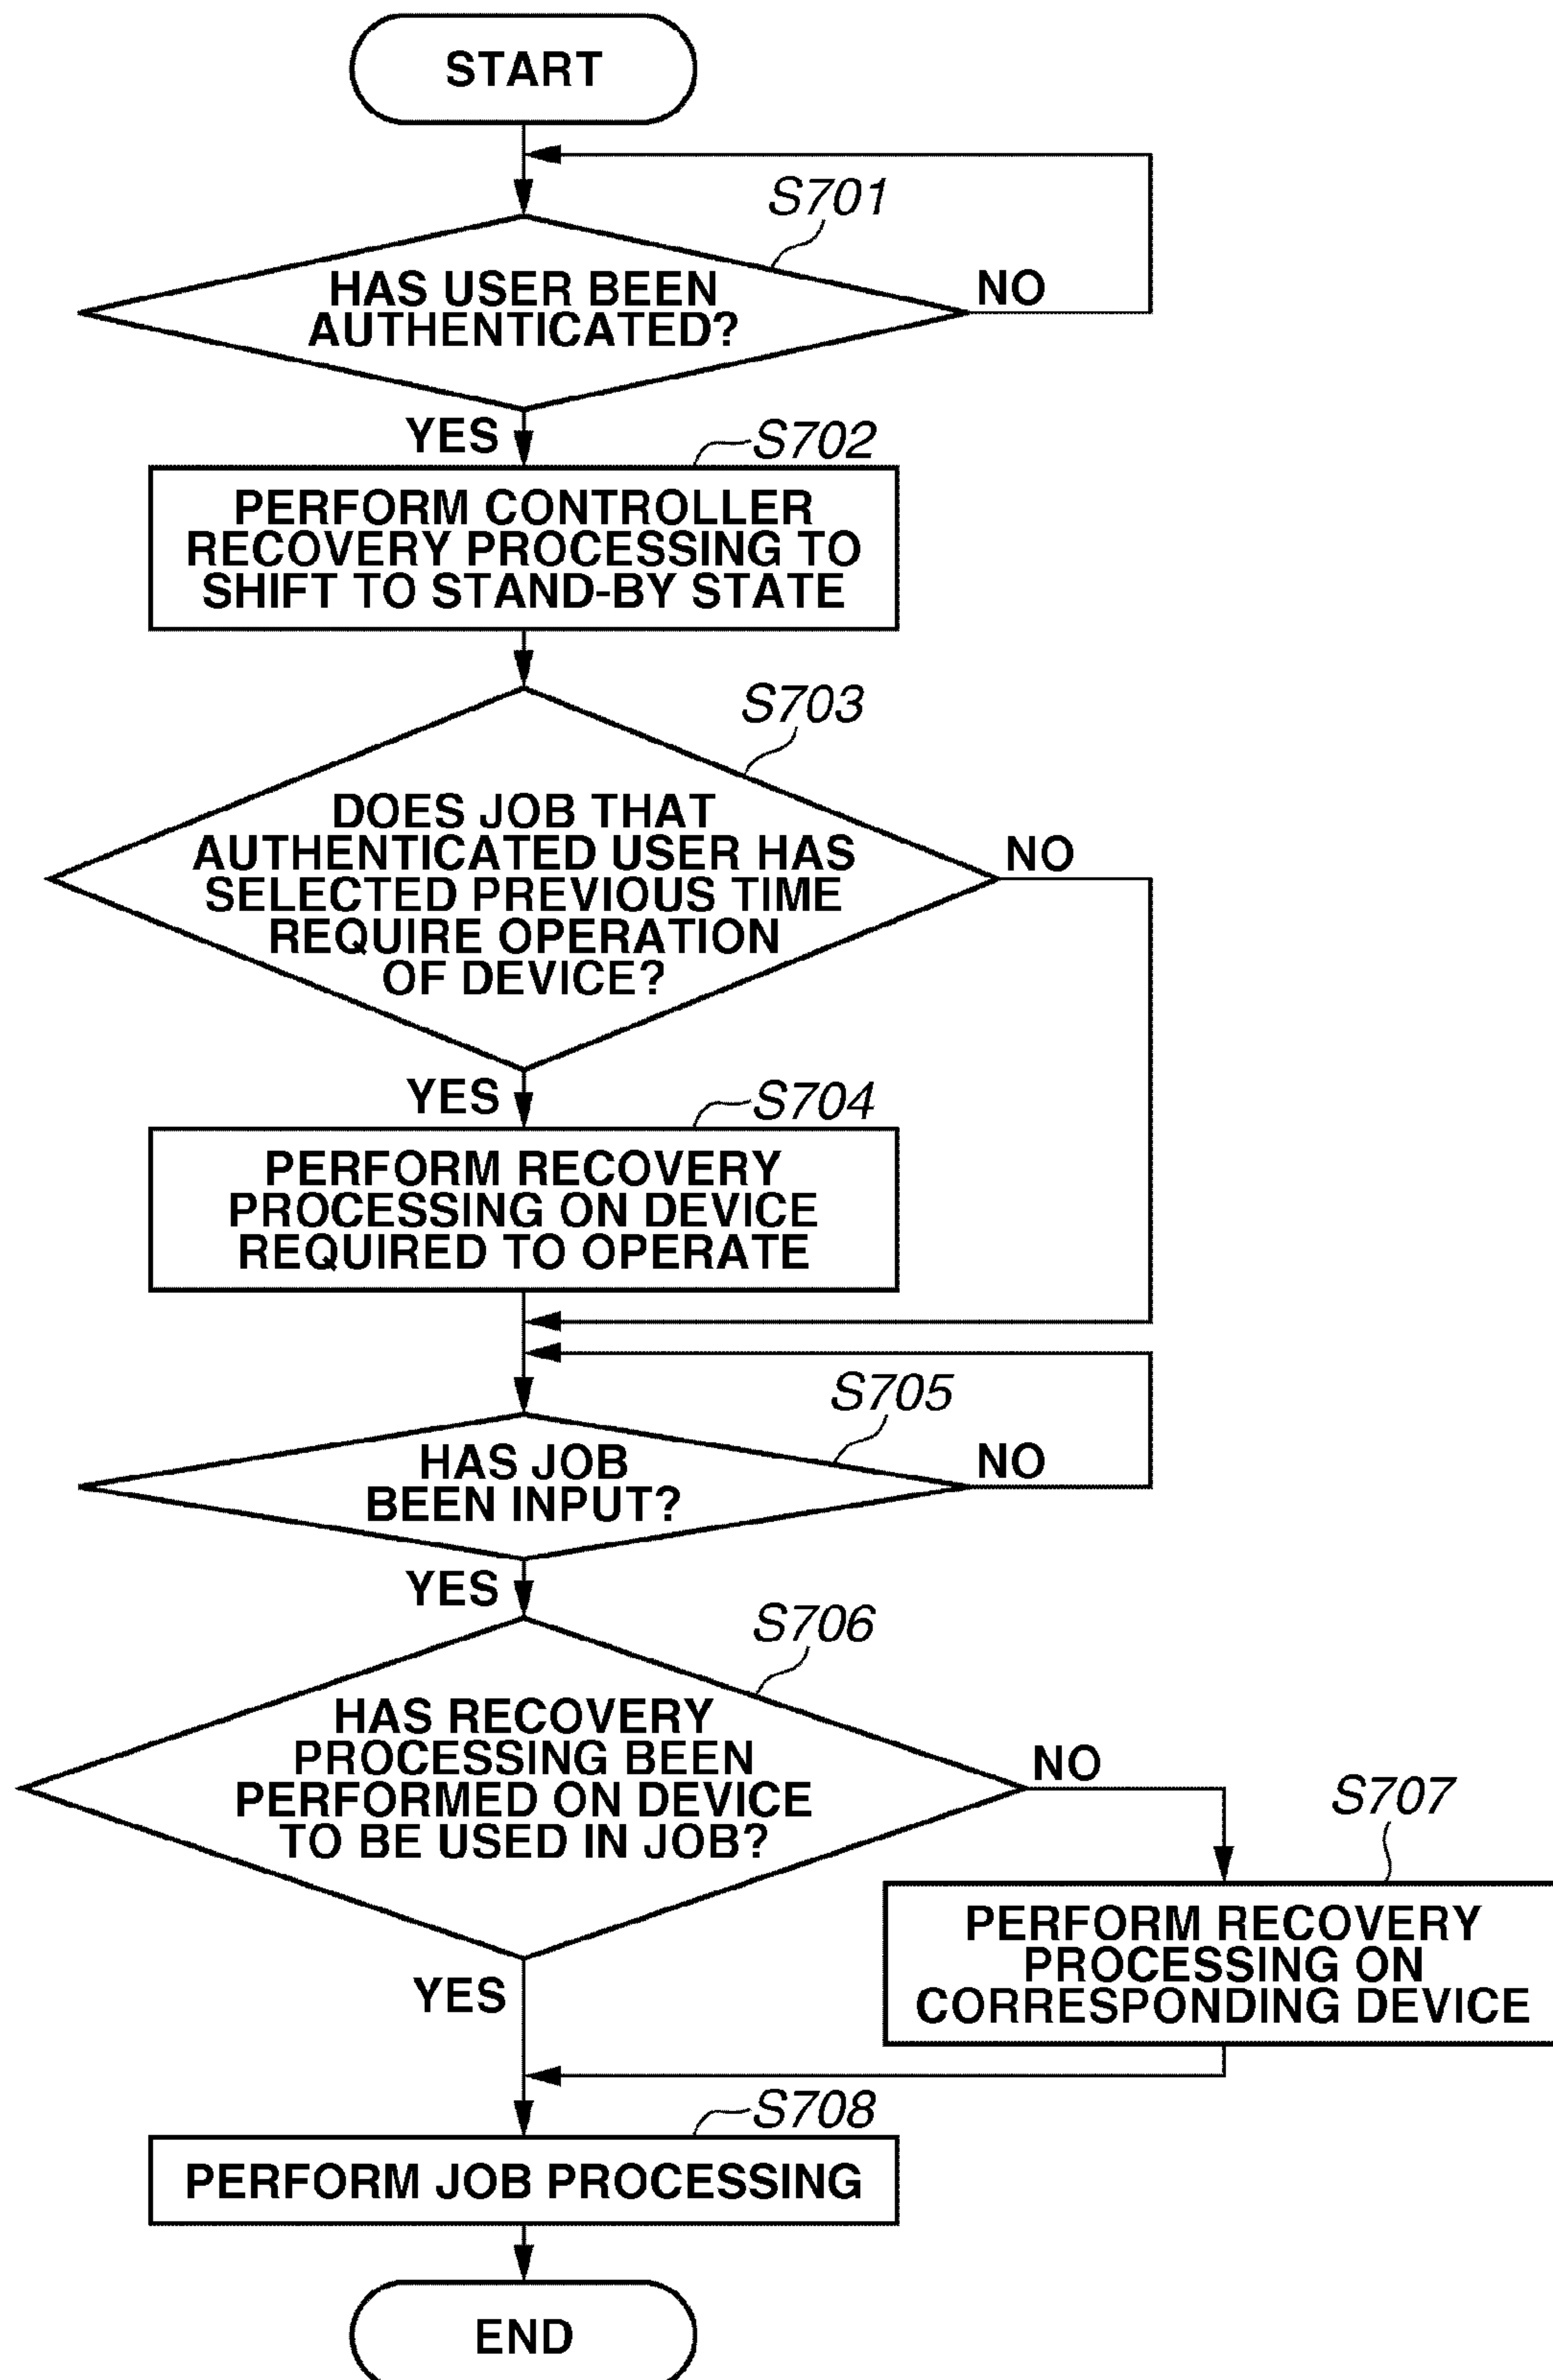 START
S701
HAS USER BEEN
AUTHENTICATED?
NO
YES
S702
PERFORM CONTROLLER
RECOVERY PROCESSING TO
SHIFT TO STAND-BY STATE
S703
DOES JOB THAT
AUTHENTICATED USER HAS
SELECTED PREVIOUS TIME
REQUIRE OPERATION
OF DEVICE?
NO
YES
S704
PERFORM RECOVERY
PROCESSING ON DEVICE
REQUIRED TO OPERATE
S705
HAS JOB
BEEN INPUT?
NO
YES
S706
HAS RECOVERY
PROCESSING BEEN
PERFORMED ON DEVICE
TO BE USED IN JOB?
NO
S707
PERFORM RECOVERY
PROCESSING ON
CORRESPONDING DEVICE
YES
S708
PERFORM JOB PROCESSING
END